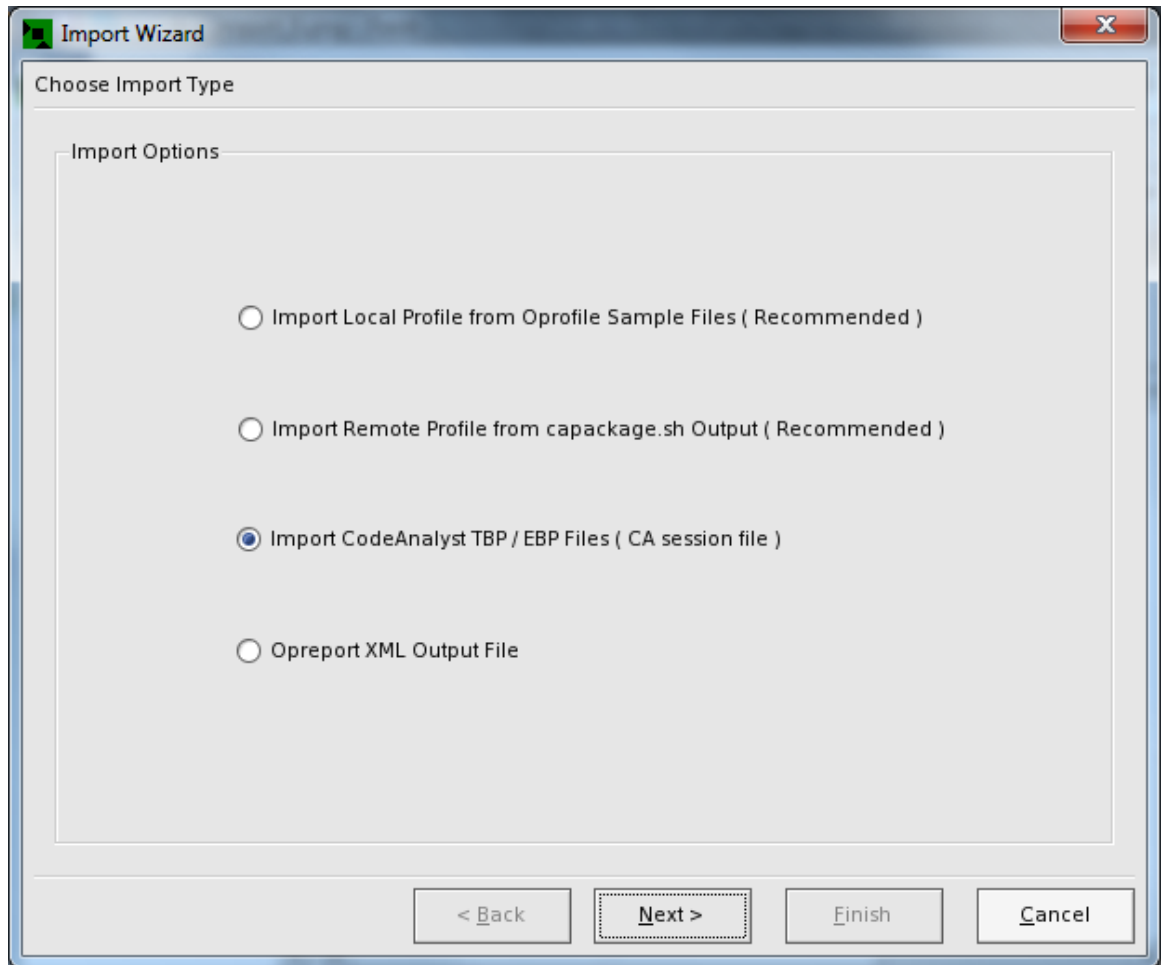 Import Wizard
Choose Import Type
Import Options
Import Local Profile from Oprofile Sample Files ( Recommended )
Import Remote Profile from capackage.sh Output ( Recommended )
Import CodeAnalyst TBP / EBP Files ( CA session file )
Opreport XML Output File
< Back Next > Finish Cancel